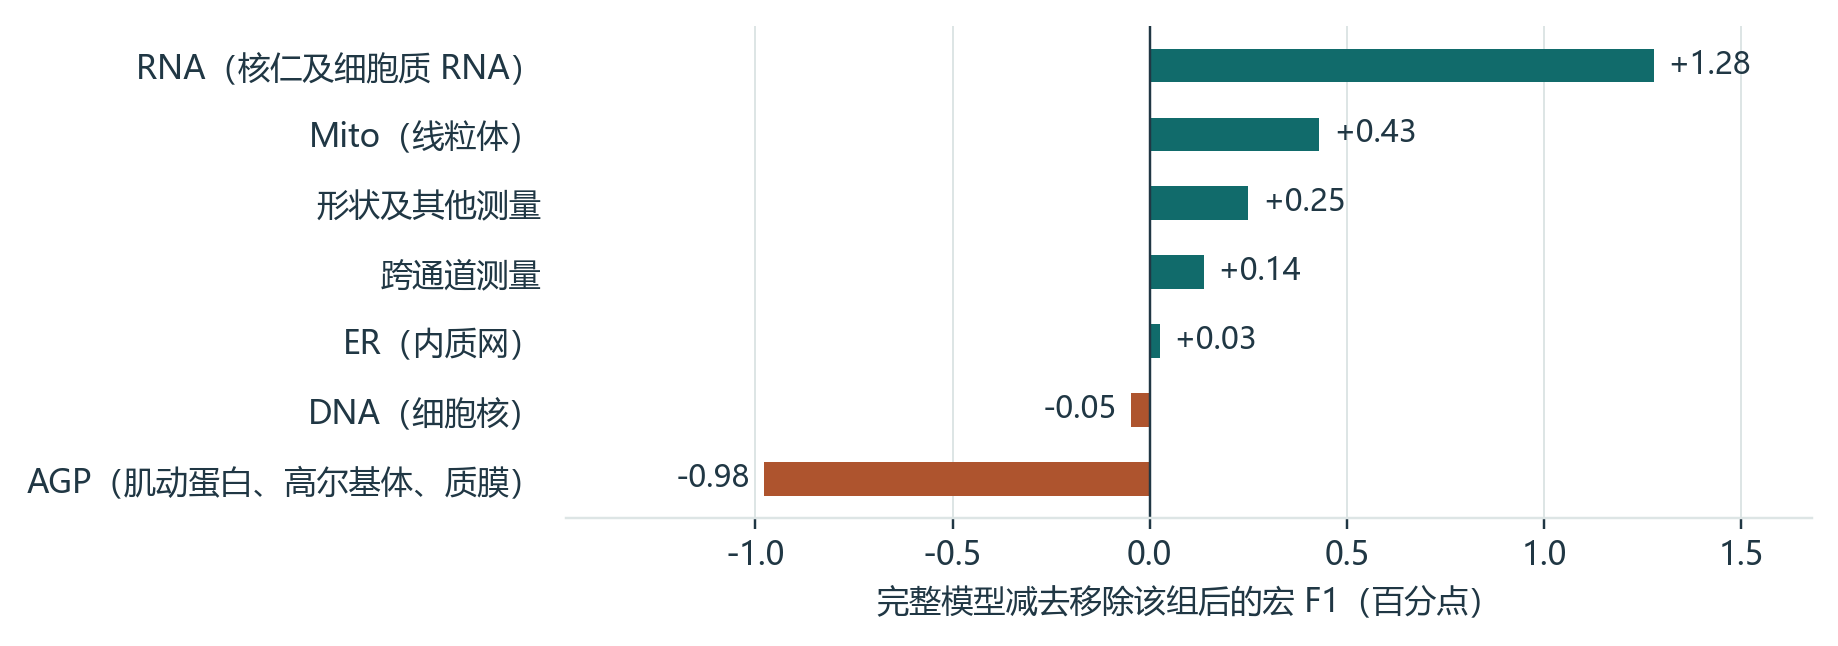 RNA（核仁及细胞质 RNA） +1.28
Mito（线粒体） +0.43
形状及其他测量 +0.25
跨通道测量 +0.14
ER（内质网） +0.03
DNA（细胞核） -0.05
AGP（肌动蛋白、高尔基体、质膜） -0.98
-1.0 -0.5 0.0 0.5 1.0 1.5
完整模型减去移除该组后的宏 F1（百分点）